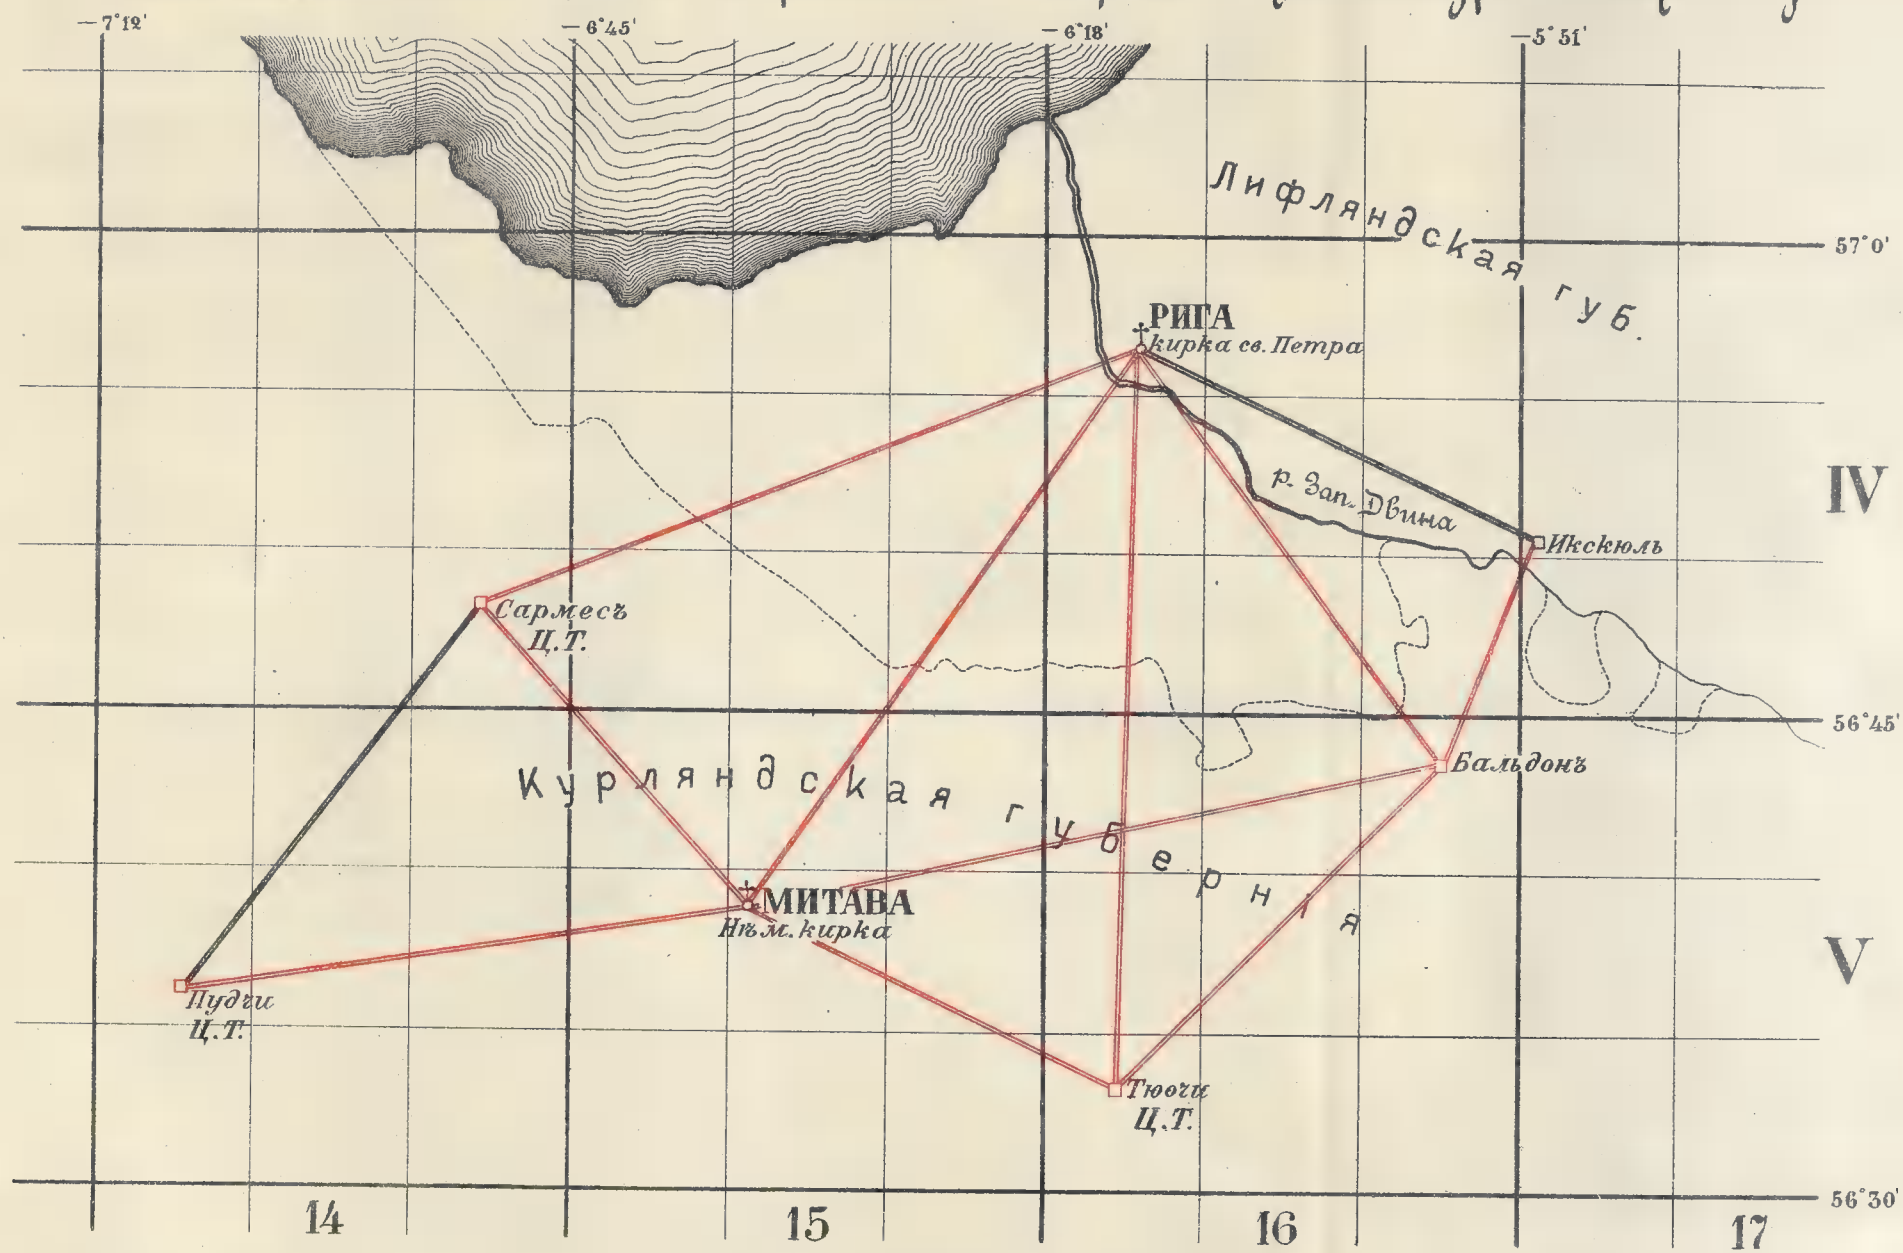 —7°12'
—6°45'
—6°18'
—5°51'
Лифляндская губ.
57°0'
РИГА
кирка св. Петра
р. Зап. Двина
IV
Икскюль
Сармесъ
Ц.Т.
56°45'
Курляндская губернія
Бальдонъ
МИТАВА
Нѣм. кирка
V
Пудчи
Ц.Т.
Тюочи
Ц.Т.
56°30'
14
15
16
17